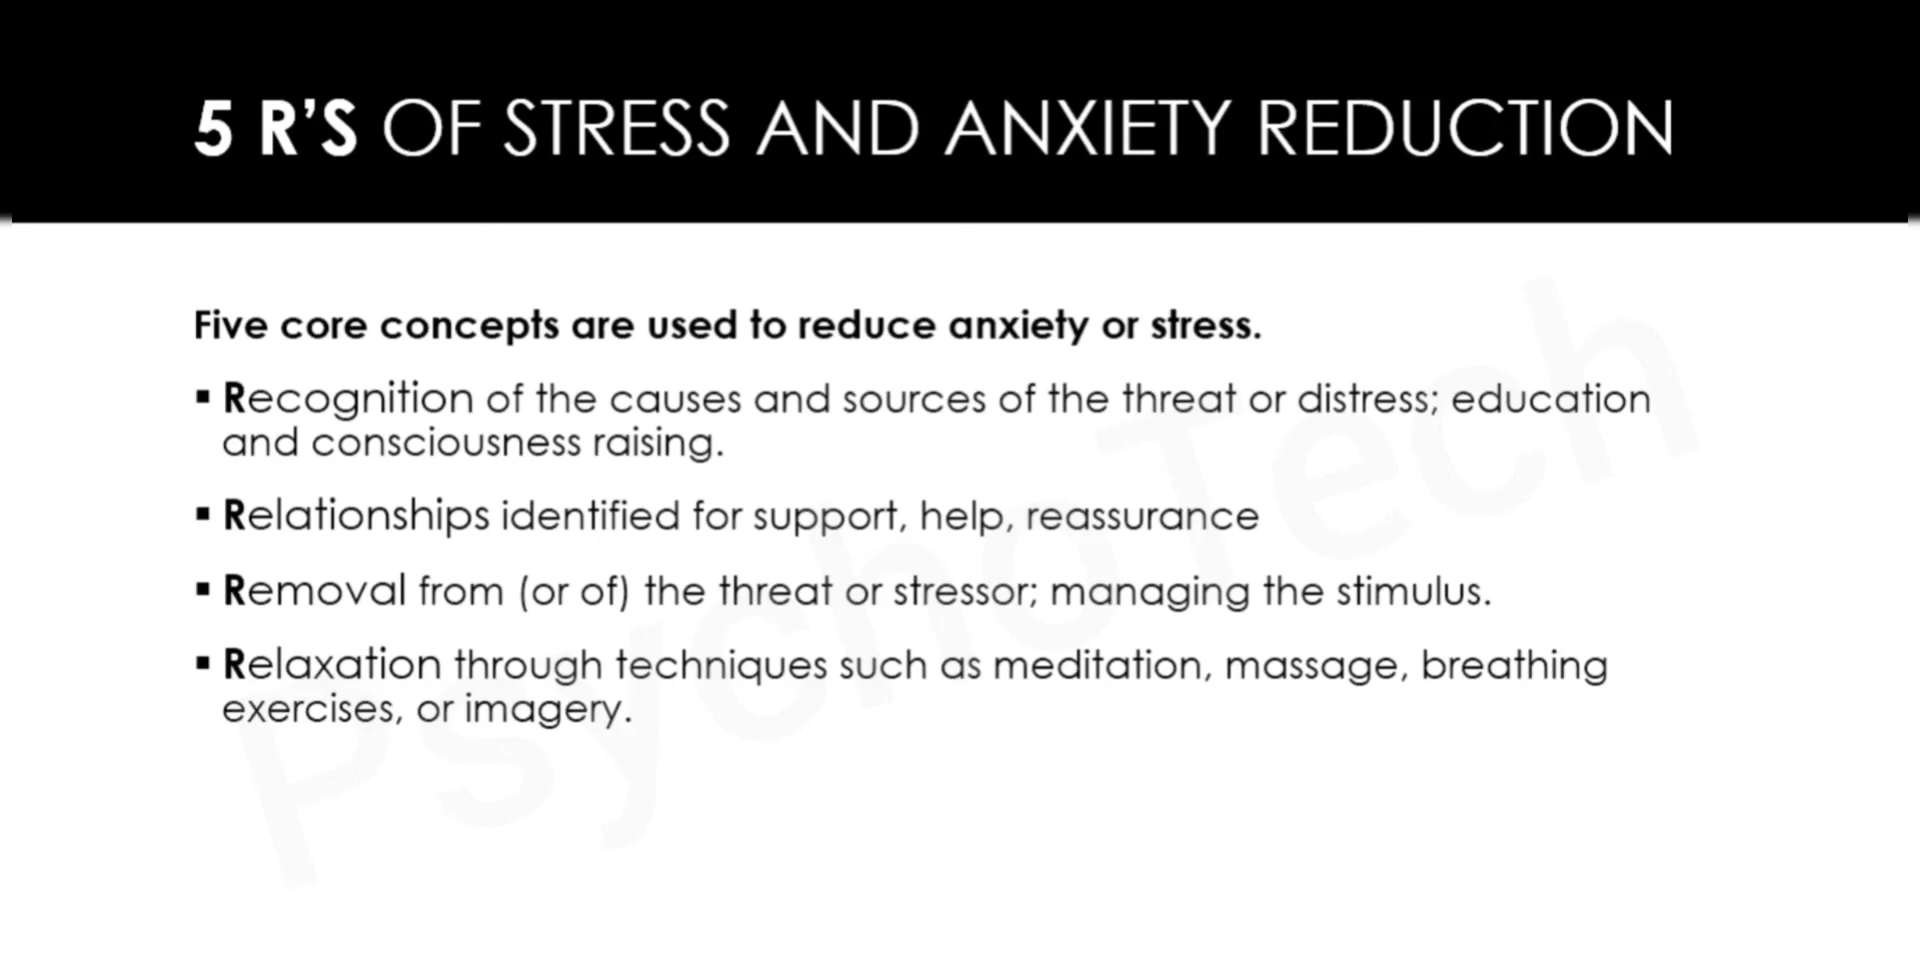 5 R’S OF STRESS AND ANXIETY REDUCTION
Five core concepts are used to reduce anxiety or stress.
▪ Recognition of the causes and sources of the threat or distress; education
and consciousness raising.
▪ Relationships identified for support, help, reassurance
▪ Removal from (or of) the threat or stressor; managing the stimulus.
▪ Relaxation through techniques such as meditation, massage, breathing
exercises, or imagery.
PsychoTech